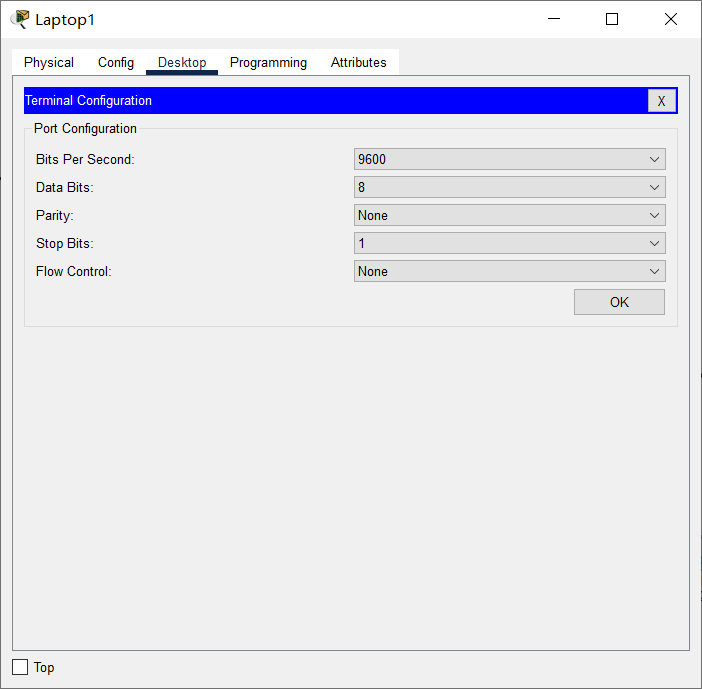 Laptop1
Physical Config Desktop Programming Attributes
Terminal Configuration X
Port Configuration
Bits Per Second: 9600
Data Bits: 8
Parity: None
Stop Bits: 1
Flow Control: None
OK
Top